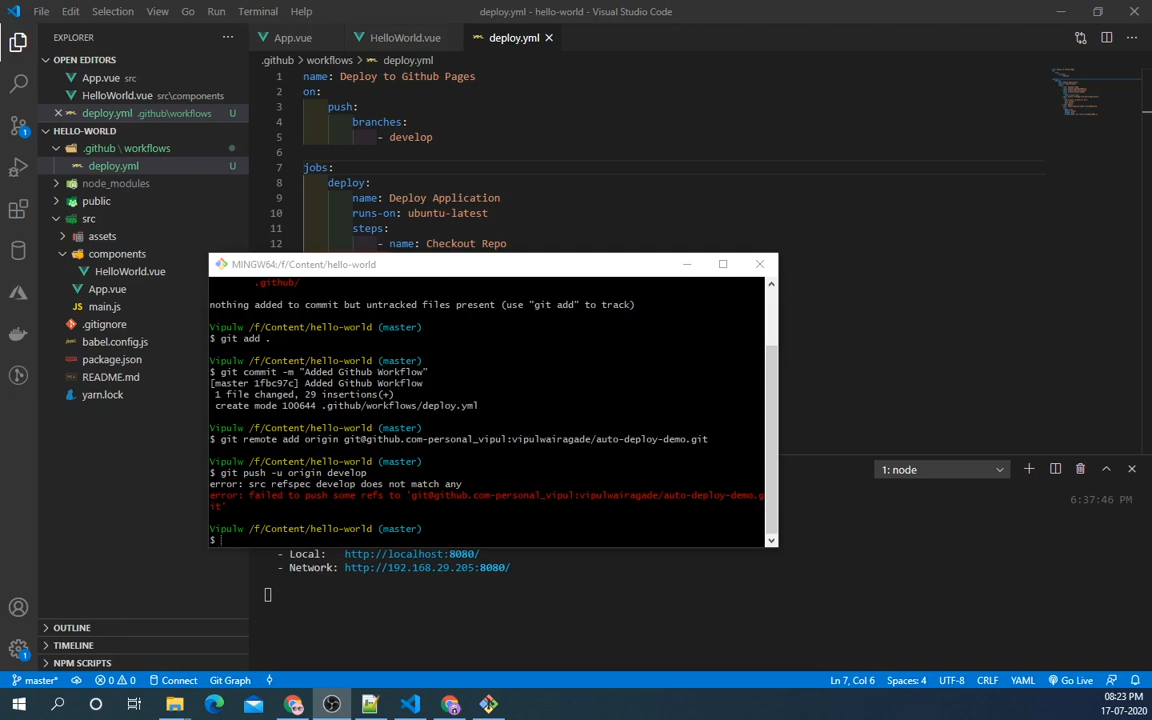 File Edit Selection View Go Run Terminal Help
deploy.yml - hello-world - Visual Studio Code
EXPLORER
App.vue
HelloWorld.vue
deploy.yml
OPEN EDITORS
App.vue src
HelloWorld.vue src\components
deploy.yml .github\workflows U
HELLO-WORLD
.github \ workflows
deploy.yml U
node_modules
public
src
assets
components
HelloWorld.vue
App.vue
main.js
.gitignore
babel.config.js
package.json
README.md
yarn.lock
OUTLINE
TIMELINE
NPM SCRIPTS
.github > workflows > deploy.yml
1 name: Deploy to Github Pages
2 on:
3 push:
4 branches:
5 - develop
6
7 jobs:
8 deploy:
9 name: Deploy Application
10 runs-on: ubuntu-latest
11 steps:
12 - name: Checkout Repo
MINGW64:/f/Content/hello-world
.github/
nothing added to commit but untracked files present (use "git add" to track)
Vipulw /f/Content/hello-world (master)
$ git add .
Vipulw /f/Content/hello-world (master)
$ git commit -m "Added Github Workflow"
[master 1fbc97c] Added Github Workflow
1 file changed, 29 insertions(+)
create mode 100644 .github/workflows/deploy.yml
Vipulw /f/Content/hello-world (master)
$ git remote add origin git@github.com-personal_vipul:vipulwairagade/auto-deploy-demo.git
Vipulw /f/Content/hello-world (master)
$ git push -u origin develop
error: src refspec develop does not match any
error: failed to push some refs to 'git@github.com-personal_vipul:vipulwairagade/auto-deploy-demo.g
it'
Vipulw /f/Content/hello-world (master)
$
1: node
6:37:46 PM
- Local: http://localhost:8080/
- Network: http://192.168.29.205:8080/
master* 0 0 Connect Git Graph
Ln 7, Col 6 Spaces: 4 UTF-8 CRLF YAML Go Live
08:23 PM
17-07-2020